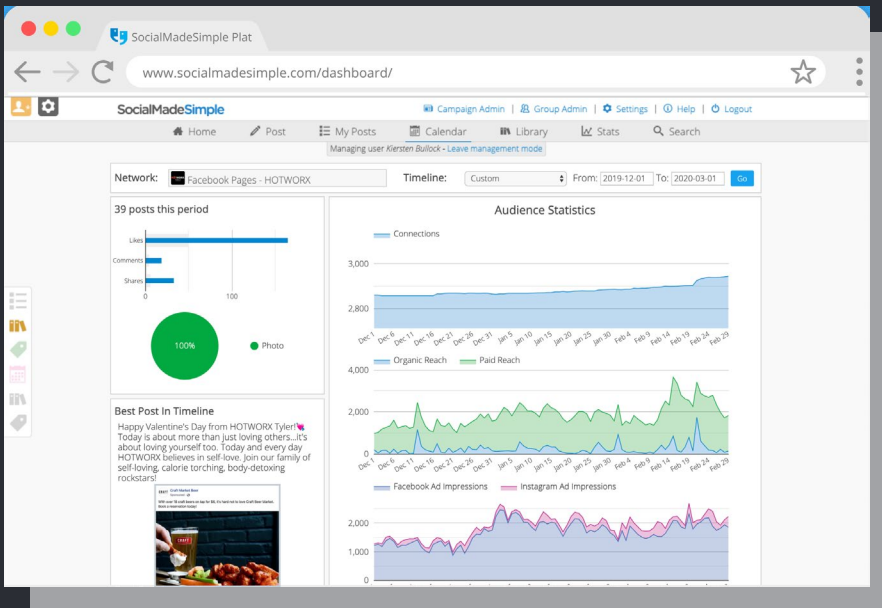 SocialMadeSimple Plat
www.socialmadesimple.com/dashboard/
SocialMadeSimple
Campaign Admin | Group Admin | Settings | Help | Logout
Home Post My Posts Calendar Library Stats Search
Managing user Kiersten Bullock - Leave management mode
Network: Facebook Pages - HOTWORX Timeline: Custom From: 2019-12-01 To: 2020-03-01 Go
39 posts this period
Likes
Comments
Shares
0 100
100%
Photo
Best Post In Timeline
Happy Valentine's Day from HOTWORX Tyler!💘
Today is about more than just loving others...it's
about loving yourself too. Today and every day
HOTWORX believes in self-love. Join our family of
self-loving, calorie torching, body-detoxing
rockstars!
Craft Market Beer
CRAFT
Audience Statistics
Connections
3,000
2,800
Dec 1 Dec 6 Dec 11 Dec 16 Dec 21 Dec 26 Dec 31 Jan 5 Jan 10 Jan 15 Jan 20 Jan 25 Jan 30 Feb 4 Feb 9 Feb 14 Feb 19 Feb 24 Feb 29
Organic Reach Paid Reach
4,000
2,000
0
Dec 1 Dec 6 Dec 11 Dec 16 Dec 21 Dec 26 Dec 31 Jan 5 Jan 10 Jan 15 Jan 20 Jan 25 Jan 30 Feb 4 Feb 9 Feb 14 Feb 19 Feb 24 Feb 29
Facebook Ad Impressions Instagram Ad Impressions
2,000
1,000
0